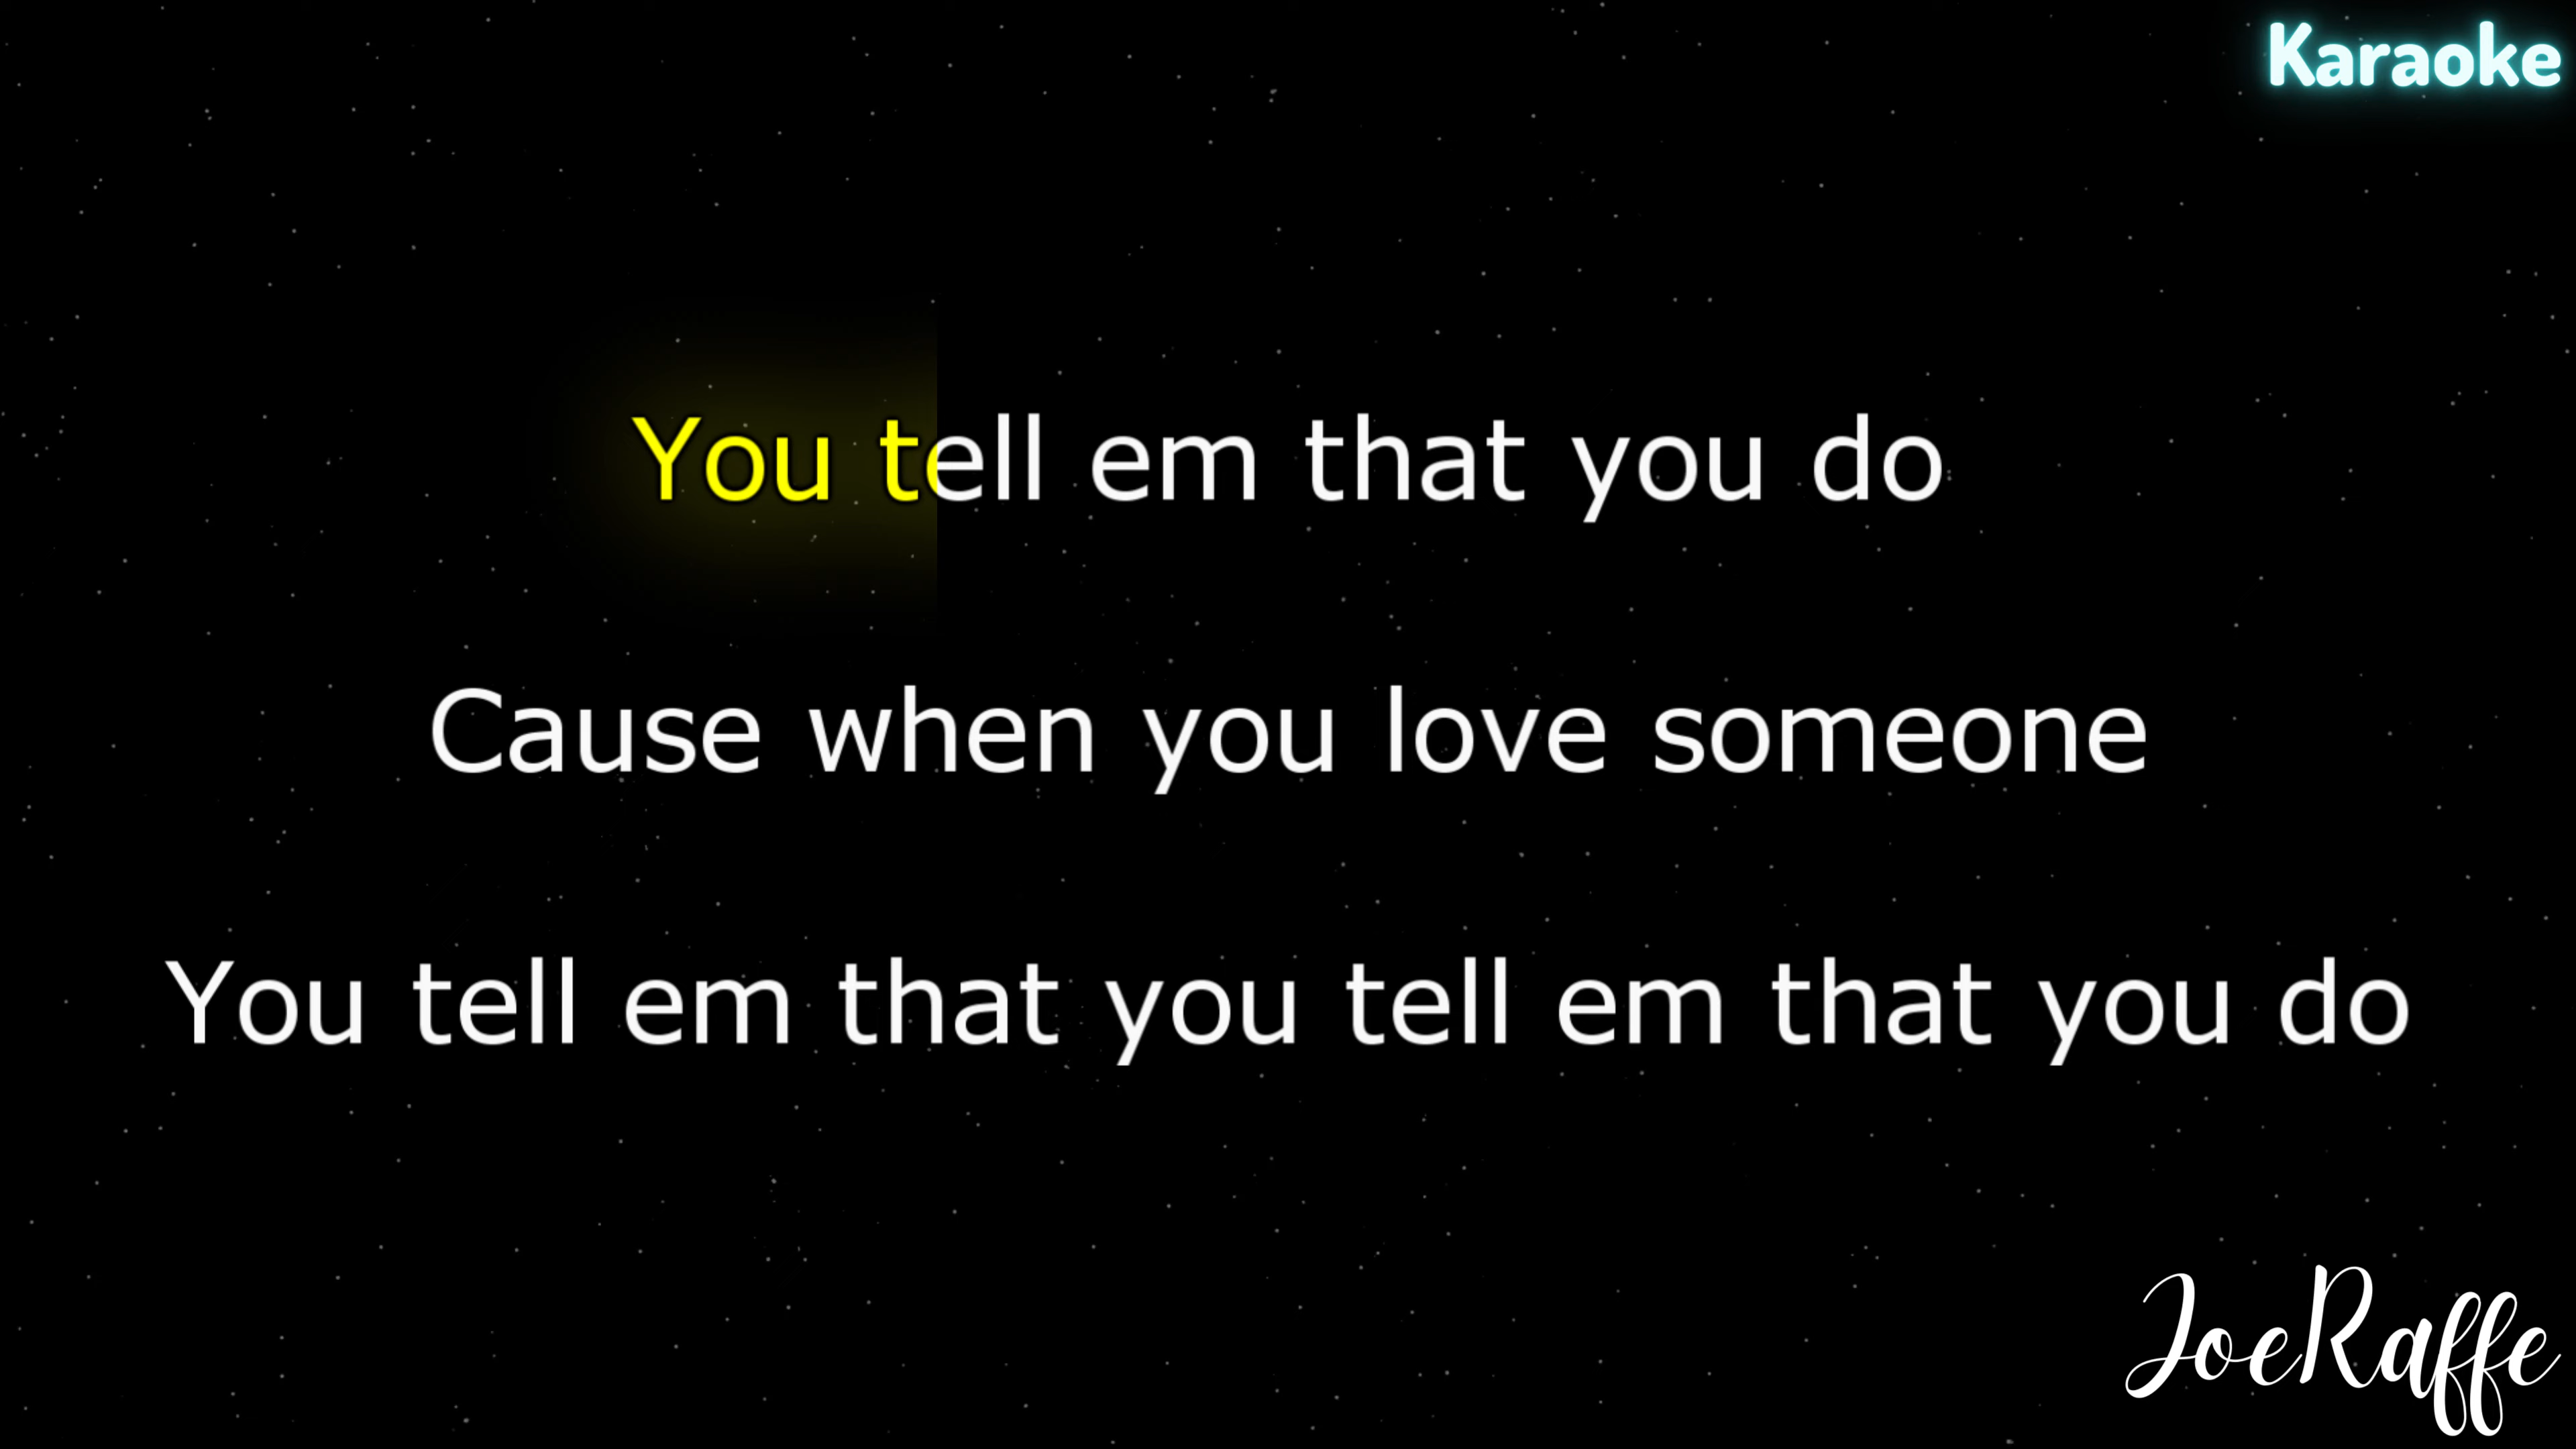 Karaoke
You tell em that you do
Cause when you love someone
You tell em that you tell em that you do
JoeRaffe